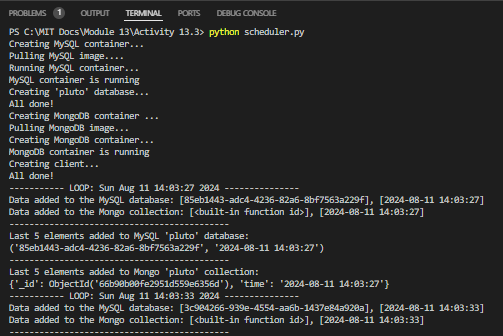 PROBLEMS 1 OUTPUT TERMINAL PORTS DEBUG CONSOLE
PS C:\MIT Docs\Module 13\Activity 13.3> python scheduler.py
Creating MySQL container...
Pulling MySQL image....
Running MySQL container...
MySQL container is running
Creating 'pluto' database...
All done!
Creating MongoDB container ...
Pulling MongoDB image...
Creating MongoDB container...
MongoDB container is running
Creating client...
All done!
----------- LOOP: Sun Aug 11 14:03:27 2024 ---------------
Data added to the MySQL database: [85eb1443-adc4-4236-82a6-8bf7563a229f], [2024-08-11 14:03:27]
Data added to the Mongo collection: [<built-in function id>], [2024-08-11 14:03:27]
--------------------------------------------
Last 5 elements added to MySQL 'pluto' database:
('85eb1443-adc4-4236-82a6-8bf7563a229f', '2024-08-11 14:03:27')
--------------------------------------------
Last 5 elements added to Mongo 'pluto' collection:
{'_id': ObjectId('66b90b00fe2951d559e6356d'), 'time': '2024-08-11 14:03:27'}
----------- LOOP: Sun Aug 11 14:03:33 2024 ---------------
Data added to the MySQL database: [3c904266-939e-4554-aa6b-1437e84a920a], [2024-08-11 14:03:33]
Data added to the Mongo collection: [<built-in function id>], [2024-08-11 14:03:33]
--------------------------------------------